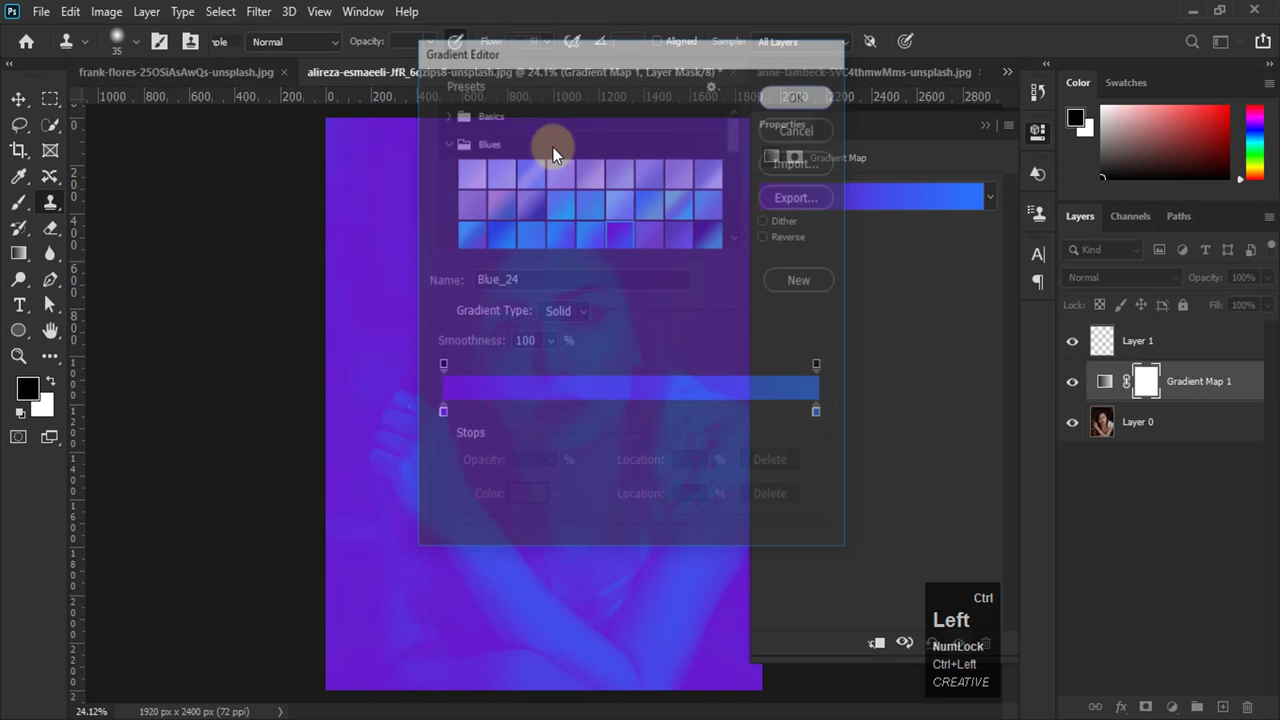 Ps File Edit Image Layer Type Select Filter 3D View Window Help
35 Normal Opacity: Flow: Aligned Sample: All Layers
Gradient Editor
frank-flores-25OSiAsAwQs-unsplash.jpg
alireza-esmaeeli-JfR_6qzips8-unsplash.jpg @ 24.1% (Gradient Map 1, Layer Mask/8) *
anne-lambeck-5VC4thmwMms-unsplash.jpg
Color Swatches
1000 800 600 400 200 0 200 400 600 800 1000 1200 1400 1600 1800 2000 2200 2400 2600 2800
Presets
OK
Basics
Properties
Cancel
Blues
Gradient Map
Import...
Export...
Dither
Reverse
Layers Channels Paths
Kind
Name: Blue_24
New
Normal Opacity: 100%
Gradient Type: Solid
Lock: Fill: 100%
Smoothness: 100 %
Layer 1
Gradient Map 1
Layer 0
Stops
Opacity: % Location: % Delete
Color: Location: % Delete
Ctrl
Left
NumLock
Ctrl+Left
CREATIVE
24.12% 1920 px x 2400 px (72 ppi)